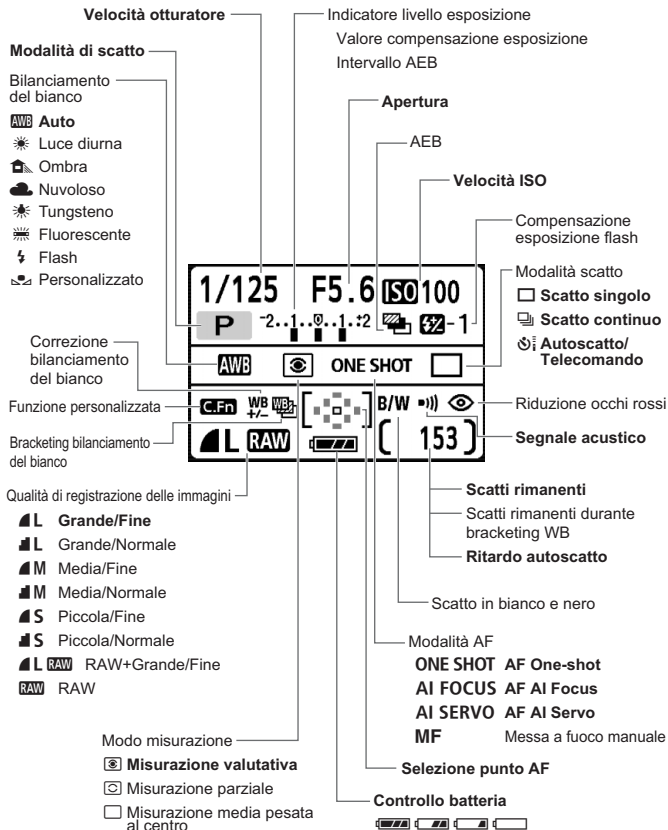 Velocità otturatore
Indicatore livello esposizione
Valore compensazione esposizione
Intervallo AEB
Modalità di scatto
Bilanciamento
del bianco
Apertura
AWB Auto
Luce diurna
Ombra
Nuvoloso
Tungsteno
Fluorescente
Flash
Personalizzato
AEB
Velocità ISO
Compensazione
esposizione flash
Modalità scatto
Scatto singolo
Scatto continuo
Autoscatto/
Telecomando
1/125 F5.6 ISO 100
P -2..1..0..1..+2 -1
AWB ONE SHOT
C.Fn WB +/- WB B/W
L RAW [ 153 ]
Correzione
bilanciamento
del bianco
Funzione personalizzata
Bracketing bilanciamento
del bianco
Riduzione occhi rossi
Segnale acustico
Qualità di registrazione delle immagini
L Grande/Fine
L Grande/Normale
M Media/Fine
M Media/Normale
S Piccola/Fine
S Piccola/Normale
L RAW RAW+Grande/Fine
RAW RAW
Scatti rimanenti
Scatti rimanenti durante
bracketing WB
Ritardo autoscatto
Scatto in bianco e nero
Modalità AF
ONE SHOT AF One-shot
AI FOCUS AF AI Focus
AI SERVO AF AI Servo
MF Messa a fuoco manuale
Modo misurazione
Misurazione valutativa
Misurazione parziale
Misurazione media pesata
al centro
Selezione punto AF
Controllo batteria